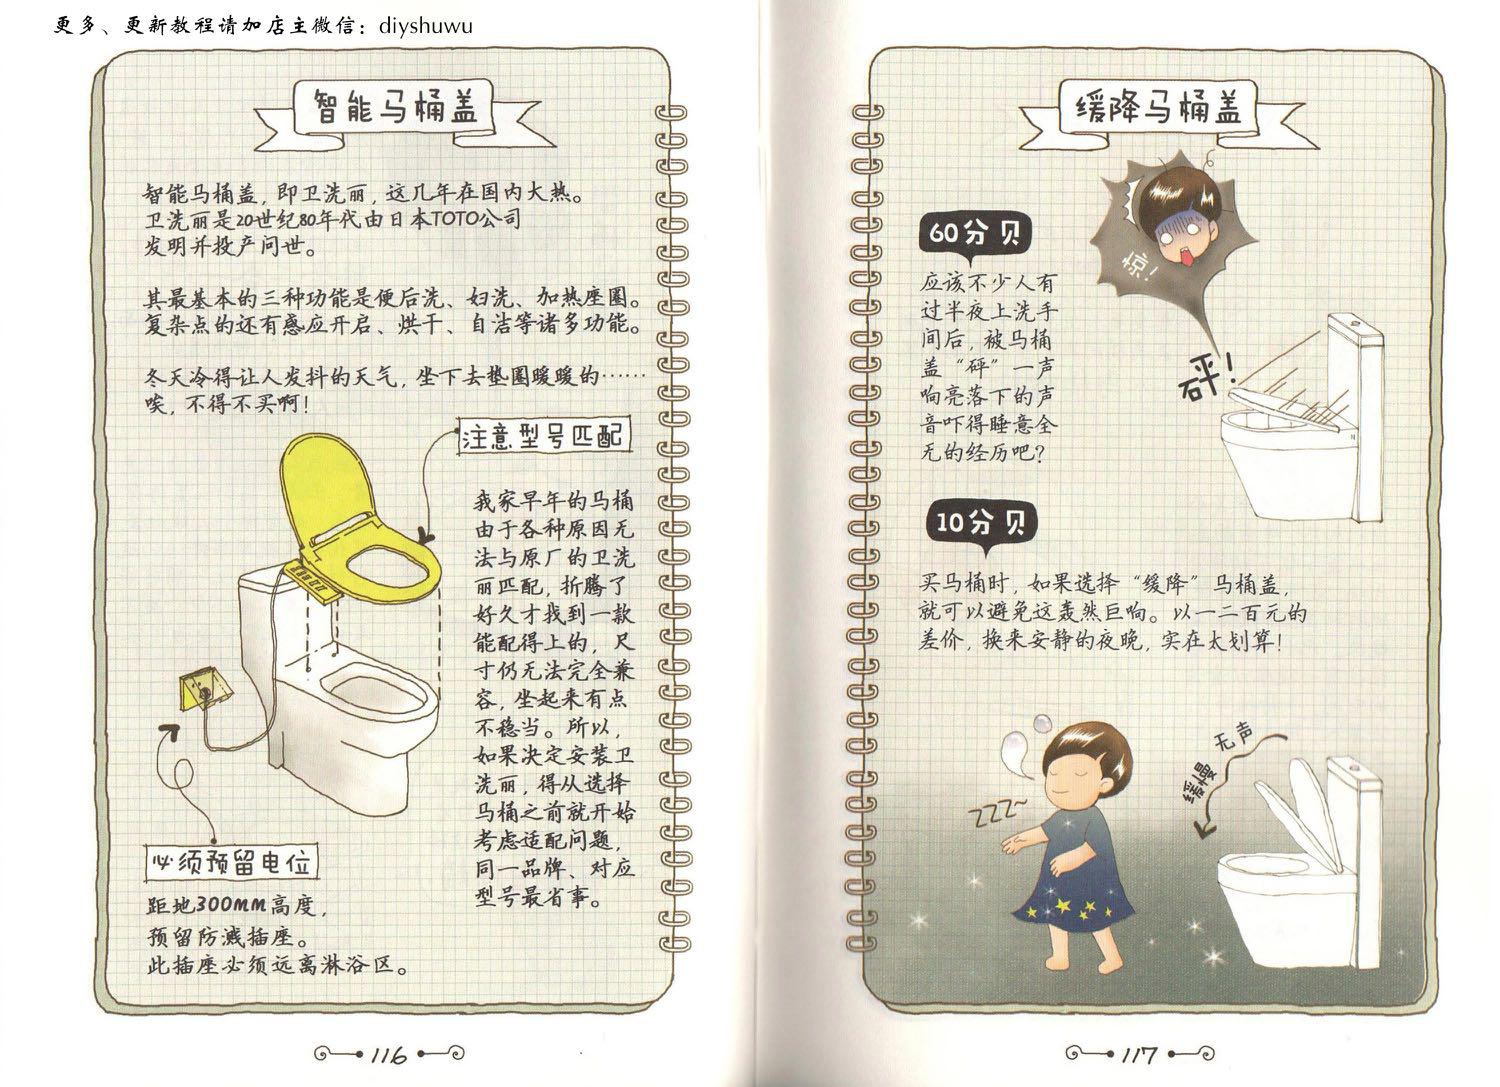 更多、更新教程请加店主微信：diyshuwu
智能马桶盖
智能马桶盖，即卫洗丽，这几年在国内大热。
卫洗丽是20世纪80年代由日本TOTO公司
发明并投产问世。
其最基本的三种功能是便后洗、妇洗、加热座圈。
复杂点的还有感应开启、烘干、自洁等诸多功能。
冬天冷得让人发抖的天气，坐下去垫圈暖暖的……
唉，不得不买啊！
注意型号匹配
我家早年的马桶
由于各种原因无
法与原厂的卫洗
丽匹配，折腾了
好久才找到一款
能配得上的，尺
寸仍无法完全兼
容，坐起来有点
不稳当。所以，
如果决定安装卫
洗丽，得从选择
马桶之前就开始
考虑适配问题，
同一品牌、对应
型号最省事。
必须预留电位
距地300mm高度，
预留防溅插座。
此插座必须远离淋浴区。
116
缓降马桶盖
惊！
60分贝
应该不少人有
过半夜上洗手
间后，被马桶
盖“砰”一声
响亮落下的声
音吓得睡意全
无的经历吧？
砰！
10分贝
买马桶时，如果选择“缓降”马桶盖，
就可以避免这轰然巨响。以一二百元的
差价，换来安静的夜晚，实在太划算！
ZZZ~
无声
缓慢
117